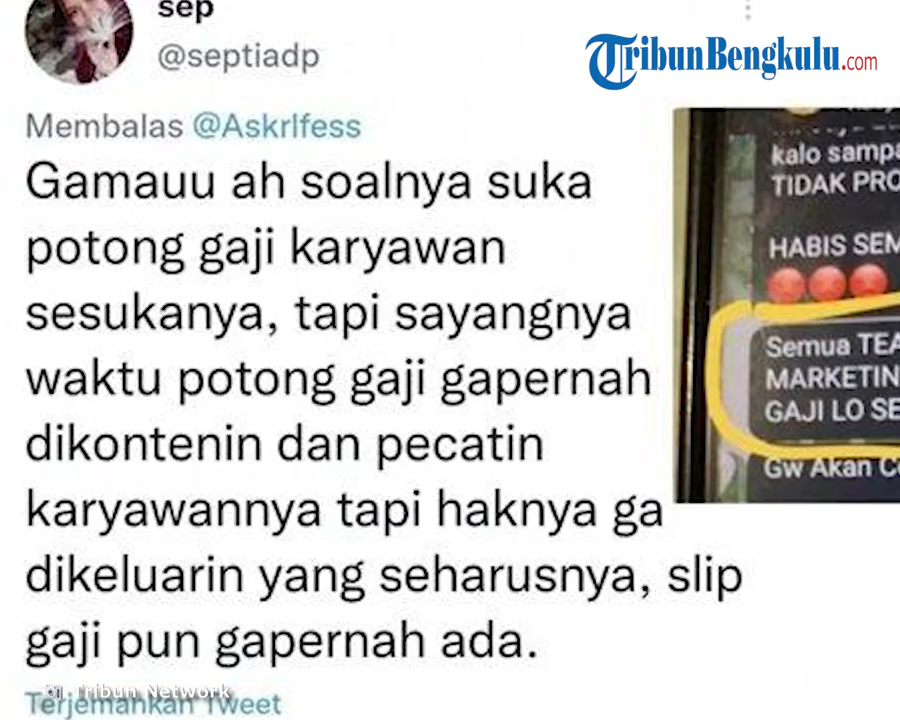 sep
@septiadp
TribunBengkulu.com
Membalas @AskrIfess
Gamauu ah soalnya suka
potong gaji karyawan
sesukanya, tapi sayangnya
waktu potong gaji gapernah
dikontenin dan pecatin
karyawannya tapi haknya ga
dikeluarin yang seharusnya, slip
gaji pun gapernah ada.
Terjemahkan Tweet
Tribun Network
kalo sampa
TIDAK PRO
HABIS SEM
Semua TEA
MARKETIN
GAJI LO SE
Gw Akan C